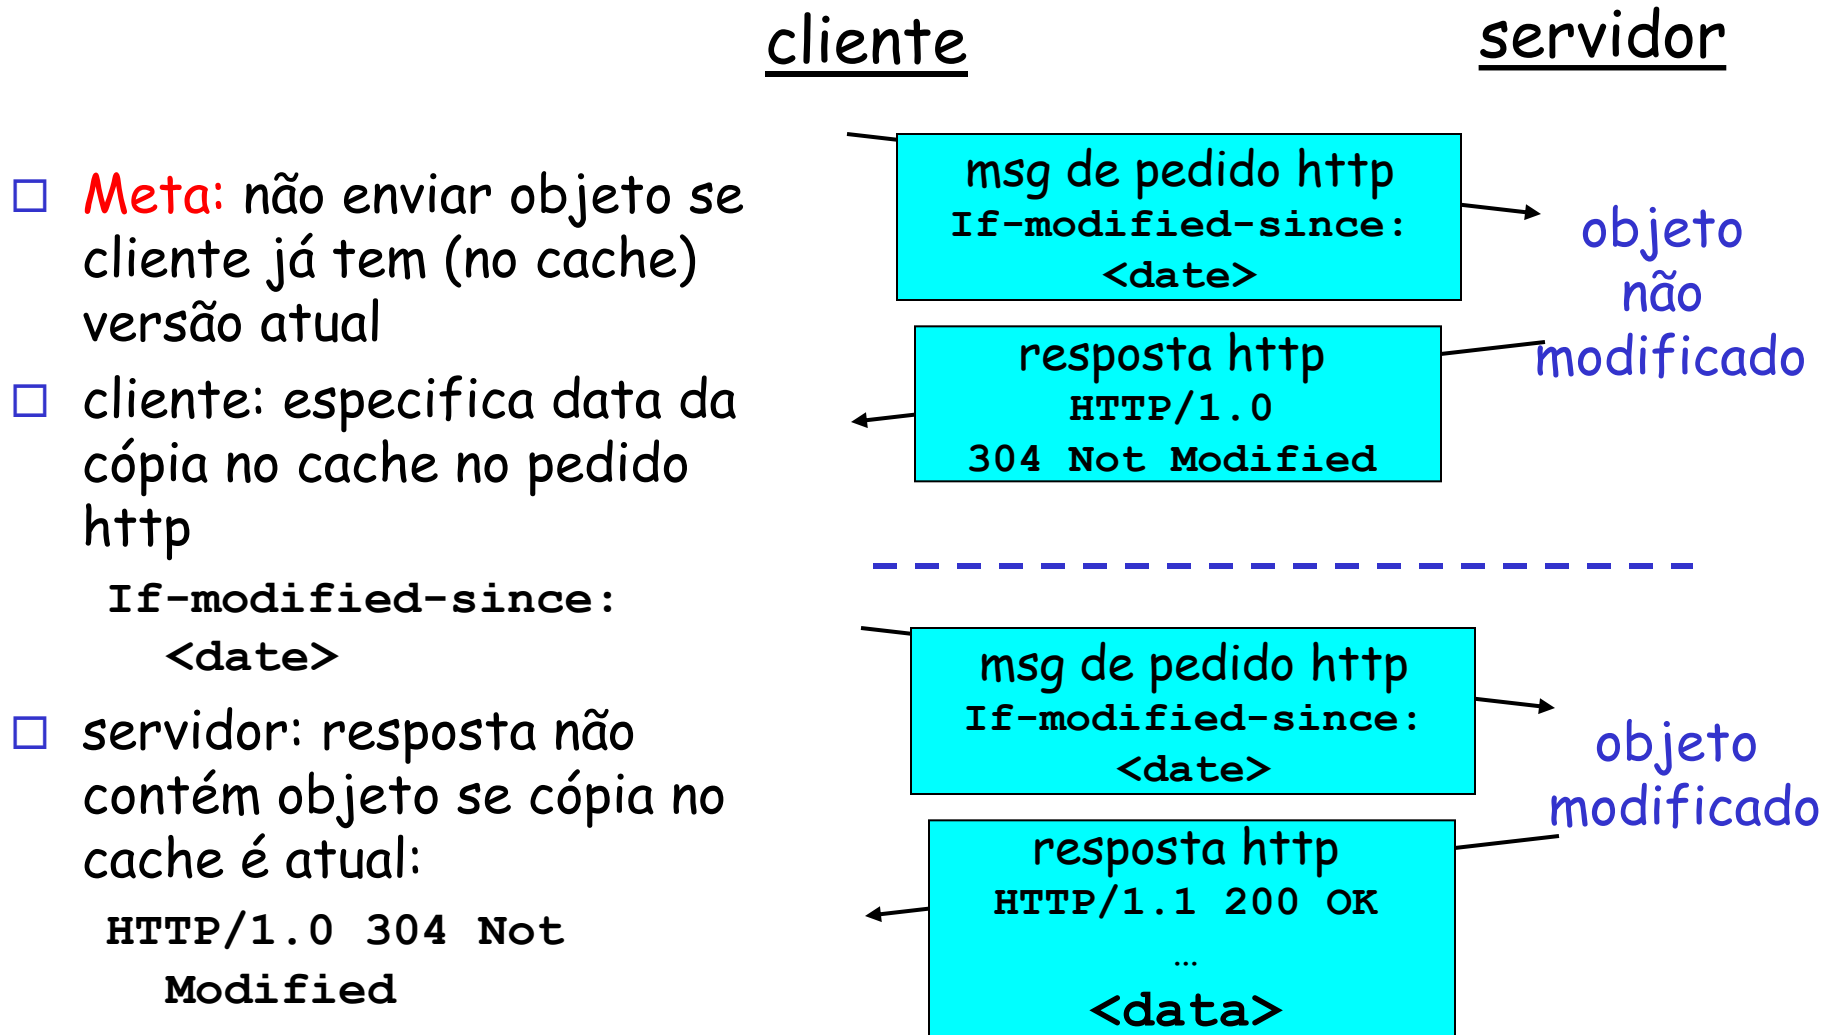 cliente
servidor
Meta: não enviar objeto se
cliente já tem (no cache)
versão atual
cliente: especifica data da
cópia no cache no pedido
http
If-modified-since:
<date>
servidor: resposta não
contém objeto se cópia no
cache é atual:
HTTP/1.0 304 Not
Modified
msg de pedido http
If-modified-since:
<date>
objeto
não
modificado
resposta http
HTTP/1.0
304 Not Modified
msg de pedido http
If-modified-since:
<date>
objeto
modificado
resposta http
HTTP/1.1 200 OK
…
<data>